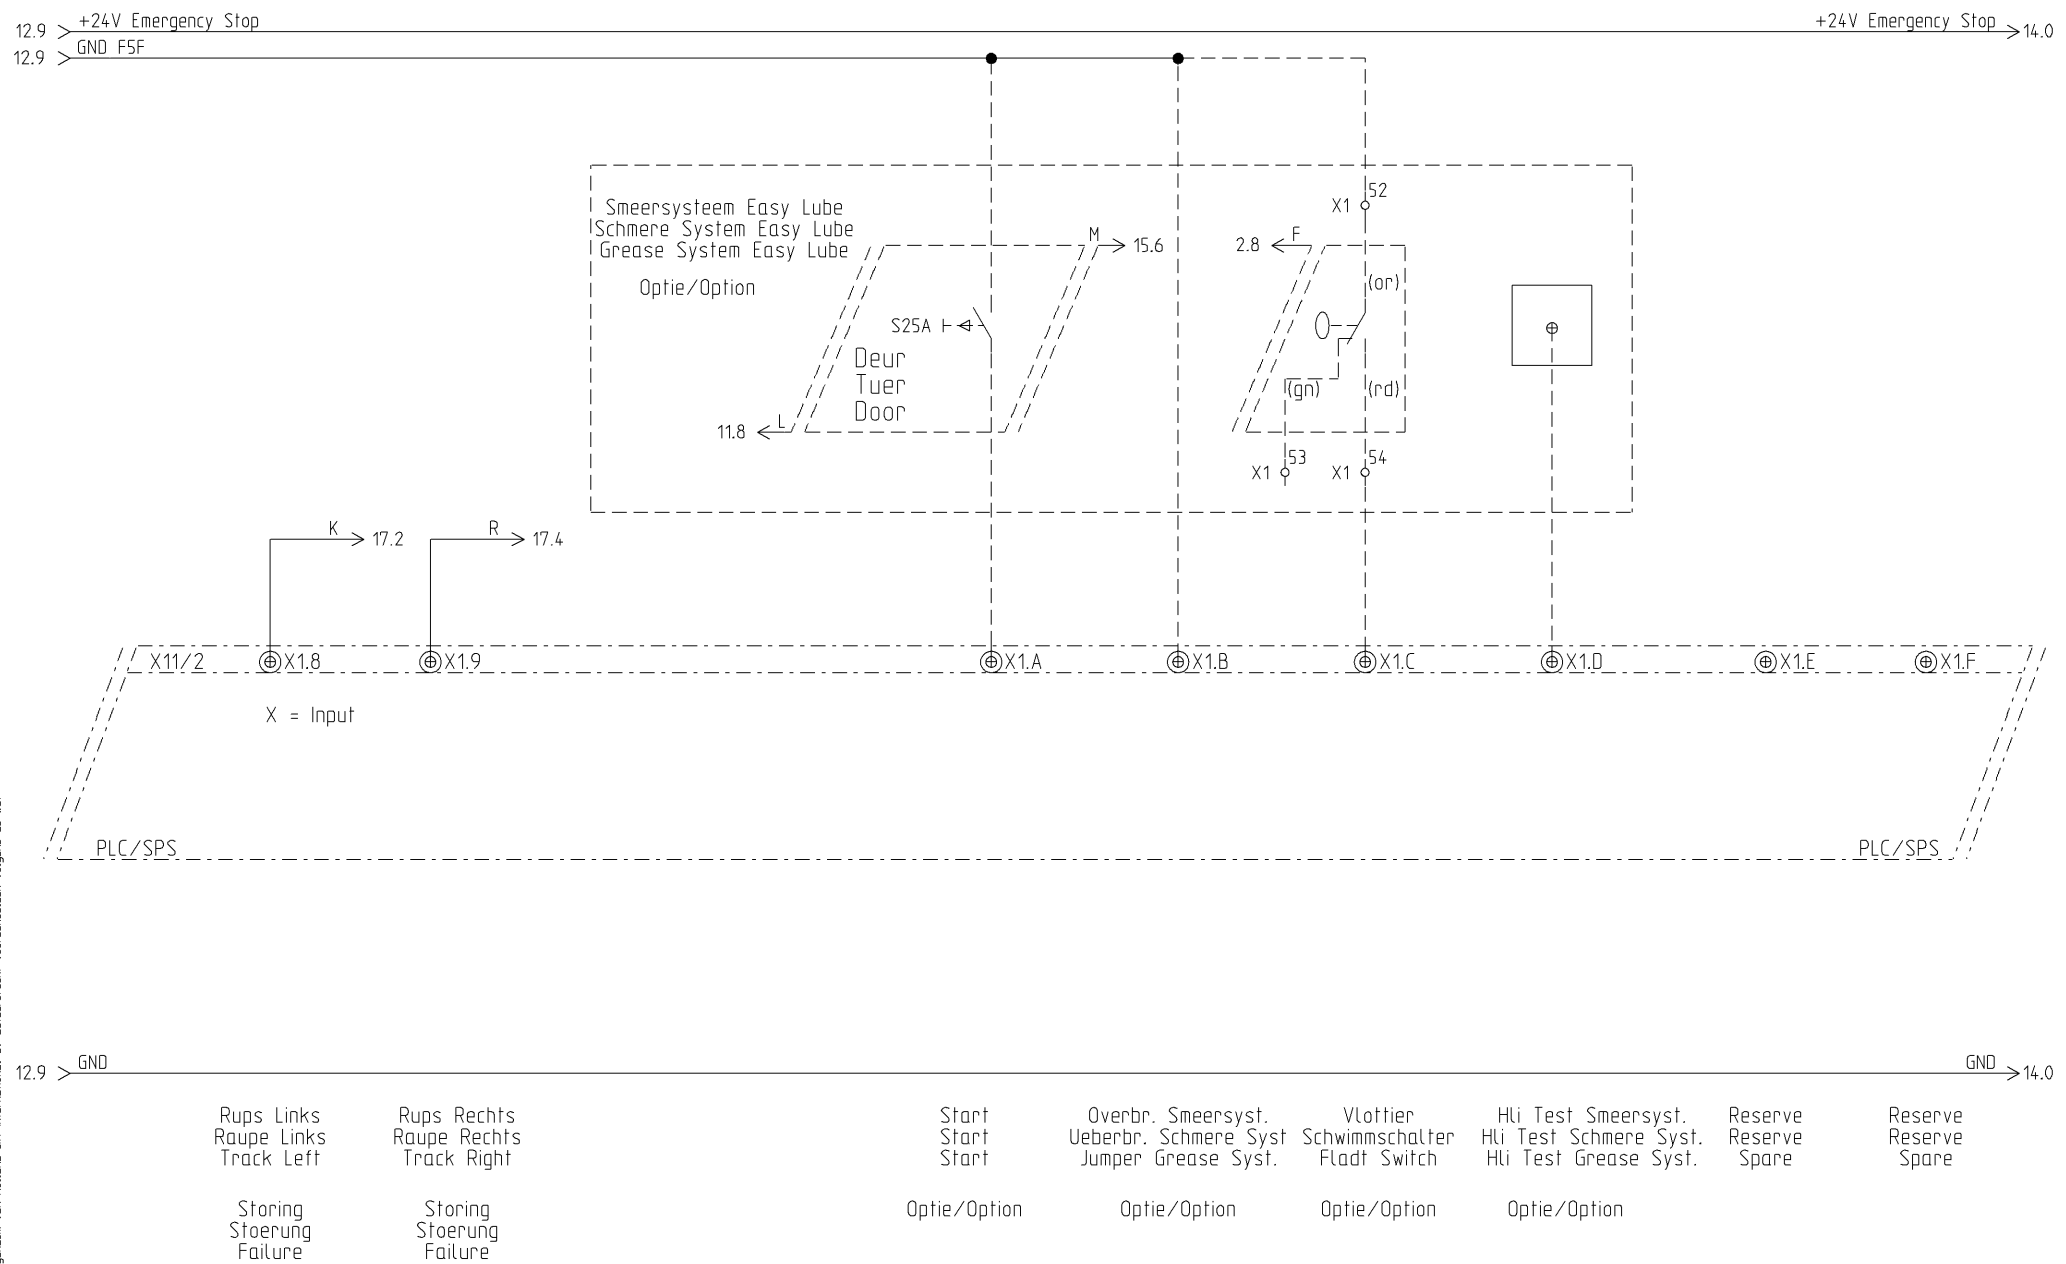 +24V Emergency Stop
+24V Emergency Stop
12.9
14.0
GND F5F
12.9
52
X1
Smeersysteem Easy Lube
Schmere System Easy Lube
Grease System Easy Lube
Optie/Option
M
15.6
2.8
F
(or)
S25A
Deur
Tuer
Door
(gn)
(rd)
L
11.8
53
X1
54
X1
K
17.2
R
17.4
X11/2
X1.8
X1.9
X1.A
X1.B
X1.C
X1.D
X1.E
X1.F
X = Input
PLC/SPS
PLC/SPS
GND
GND
12.9
14.0
Rups Links
Raupe Links
Track Left
Storing
Stoerung
Failure
Rups Rechts
Raupe Rechts
Track Right
Storing
Stoerung
Failure
Start
Start
Start
Optie/Option
Overbr. Smeersyst.
Ueberbr. Schmere Syst
Jumper Grease Syst.
Optie/Option
Vlottier
Schwimmschalter
Fladt Switch
Optie/Option
Hli Test Smeersyst.
Hli Test Schmere Syst.
Hli Test Grease Syst.
Optie/Option
Reserve
Reserve
Spare
Reserve
Reserve
Spare